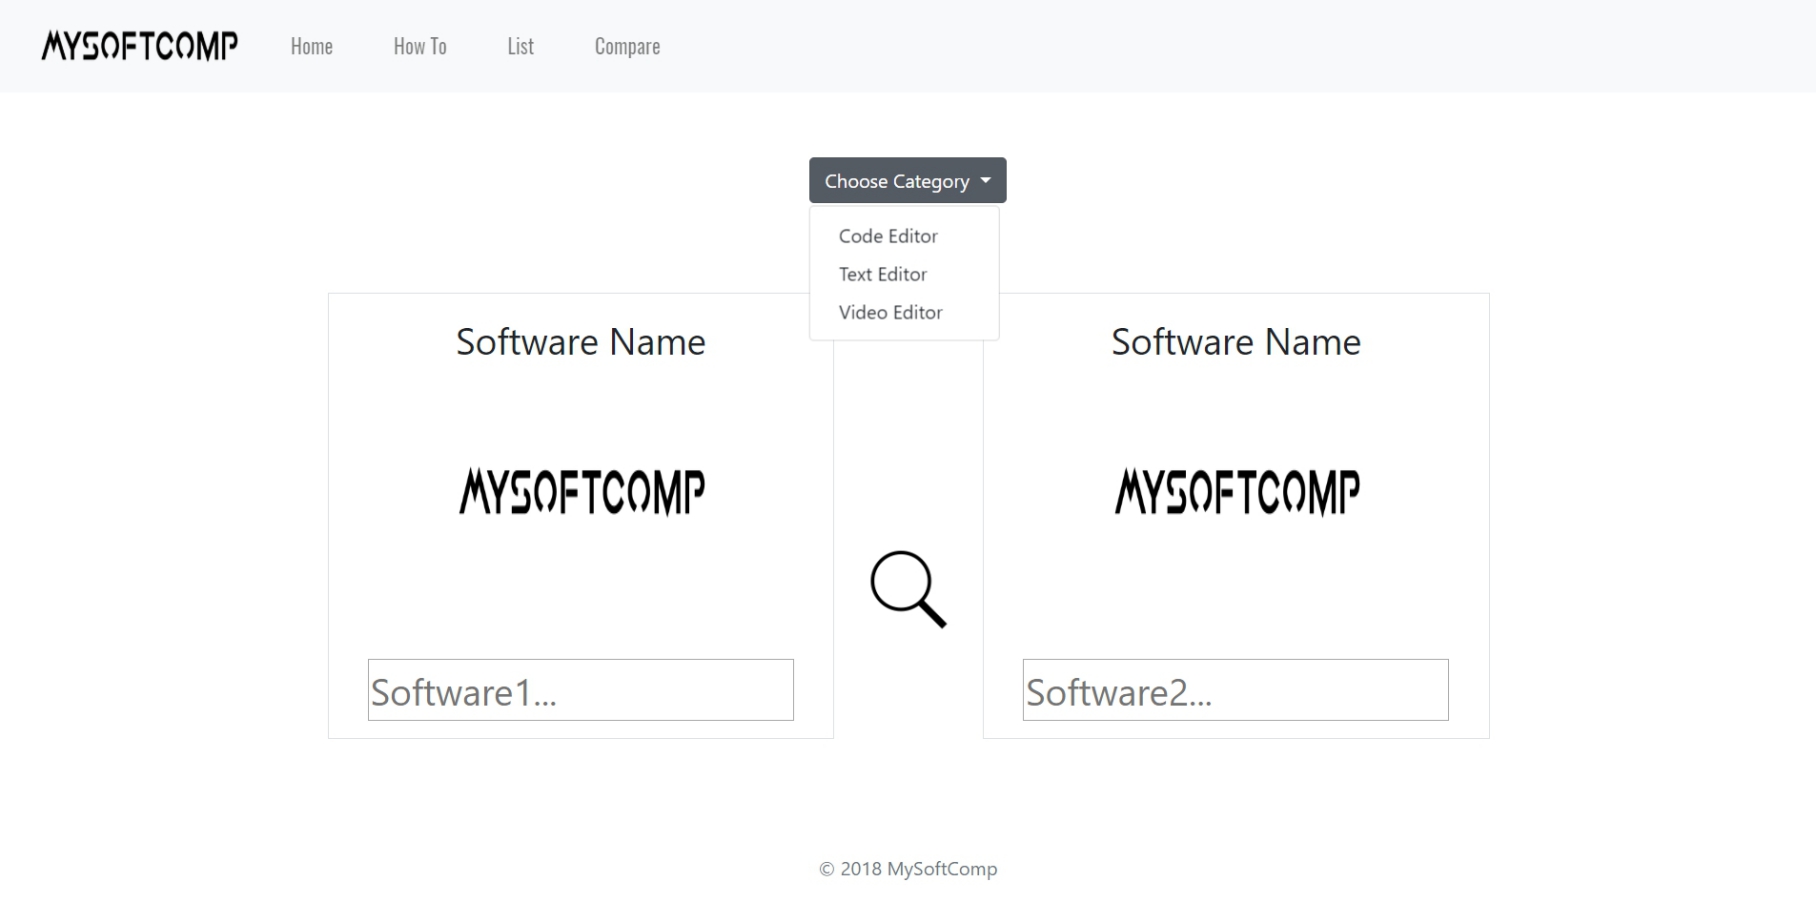 MYSOFTCOMP Home How To List Compare
Choose Category
Code Editor
Text Editor
Video Editor
Software Name
MYSOFTCOMP
Software1...
Software Name
MYSOFTCOMP
Software2...
© 2018 MySoftComp